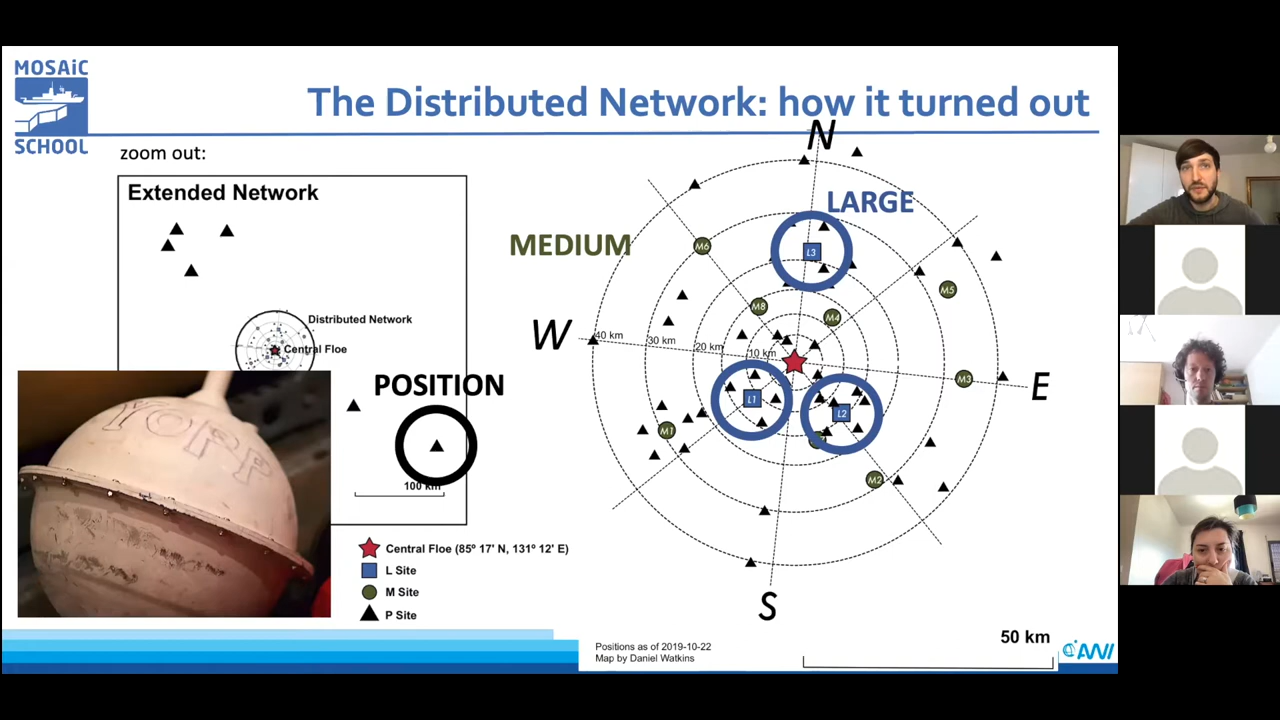 MOSAiC
SCHOOL
The Distributed Network: how it turned out
zoom out:
Extended Network
Distributed Network
Central Floe
100 km
POSITION
YOPP
MEDIUM
LARGE
N
W
E
S
40 km
30 km
20 km
10 km
M6
L3
M5
M8
M4
M3
L1
L2
M1
M2
Central Floe (85º 17' N, 131º 12' E)
L Site
M Site
P Site
Positions as of 2019-10-22
Map by Daniel Watkins
50 km
AWI